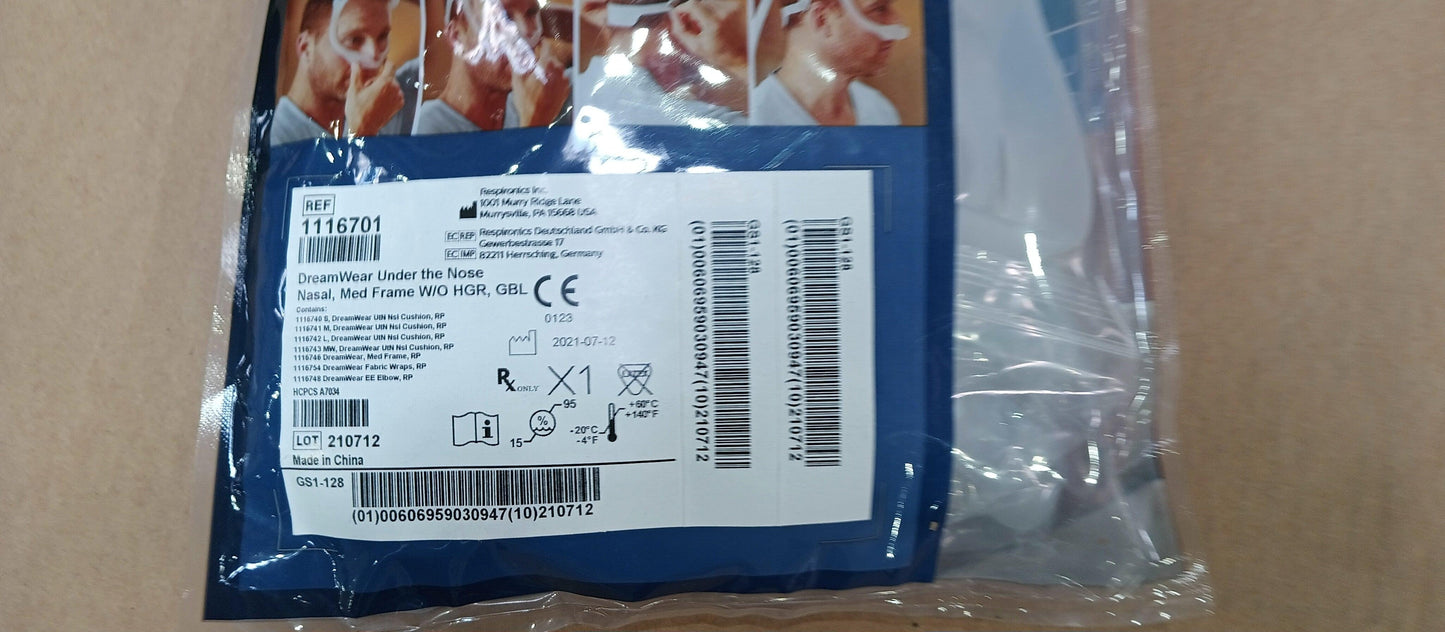 REF
1116701
Respironics Inc.
1001 Murry Ridge Lane
Murrysville, PA 15668 USA
EC REP Respironics Deutschland GmbH & Co. KG
Gewerbestrasse 17
EC IMP 82211 Herrsching, Germany
DreamWear Under the Nose
Nasal, Med Frame W/O HGR, GBL
CE
0123
Contains:
1116740 S, DreamWear UtN Nsl Cushion, RP
1116741 M, DreamWear UtN Nsl Cushion, RP
1116742 L, DreamWear UtN Nsl Cushion, RP
1116743 MW, DreamWear UtN Nsl Cushion, RP
1116746 DreamWear, Med Frame, RP
1116754 DreamWear Fabric Wraps, RP
1116748 DreamWear EE Elbow, RP
2021-07-12
HCPCS A7034
Rx ONLY X1
95
%
15
+60°C
+140°F
-20°C
-4°F
LOT 210712
Made in China
GS1-128
(01)00606959030947(10)210712
GS1-128
(01)00606959030947(10)210712
GS1-128
(01)00606959030947(10)210712